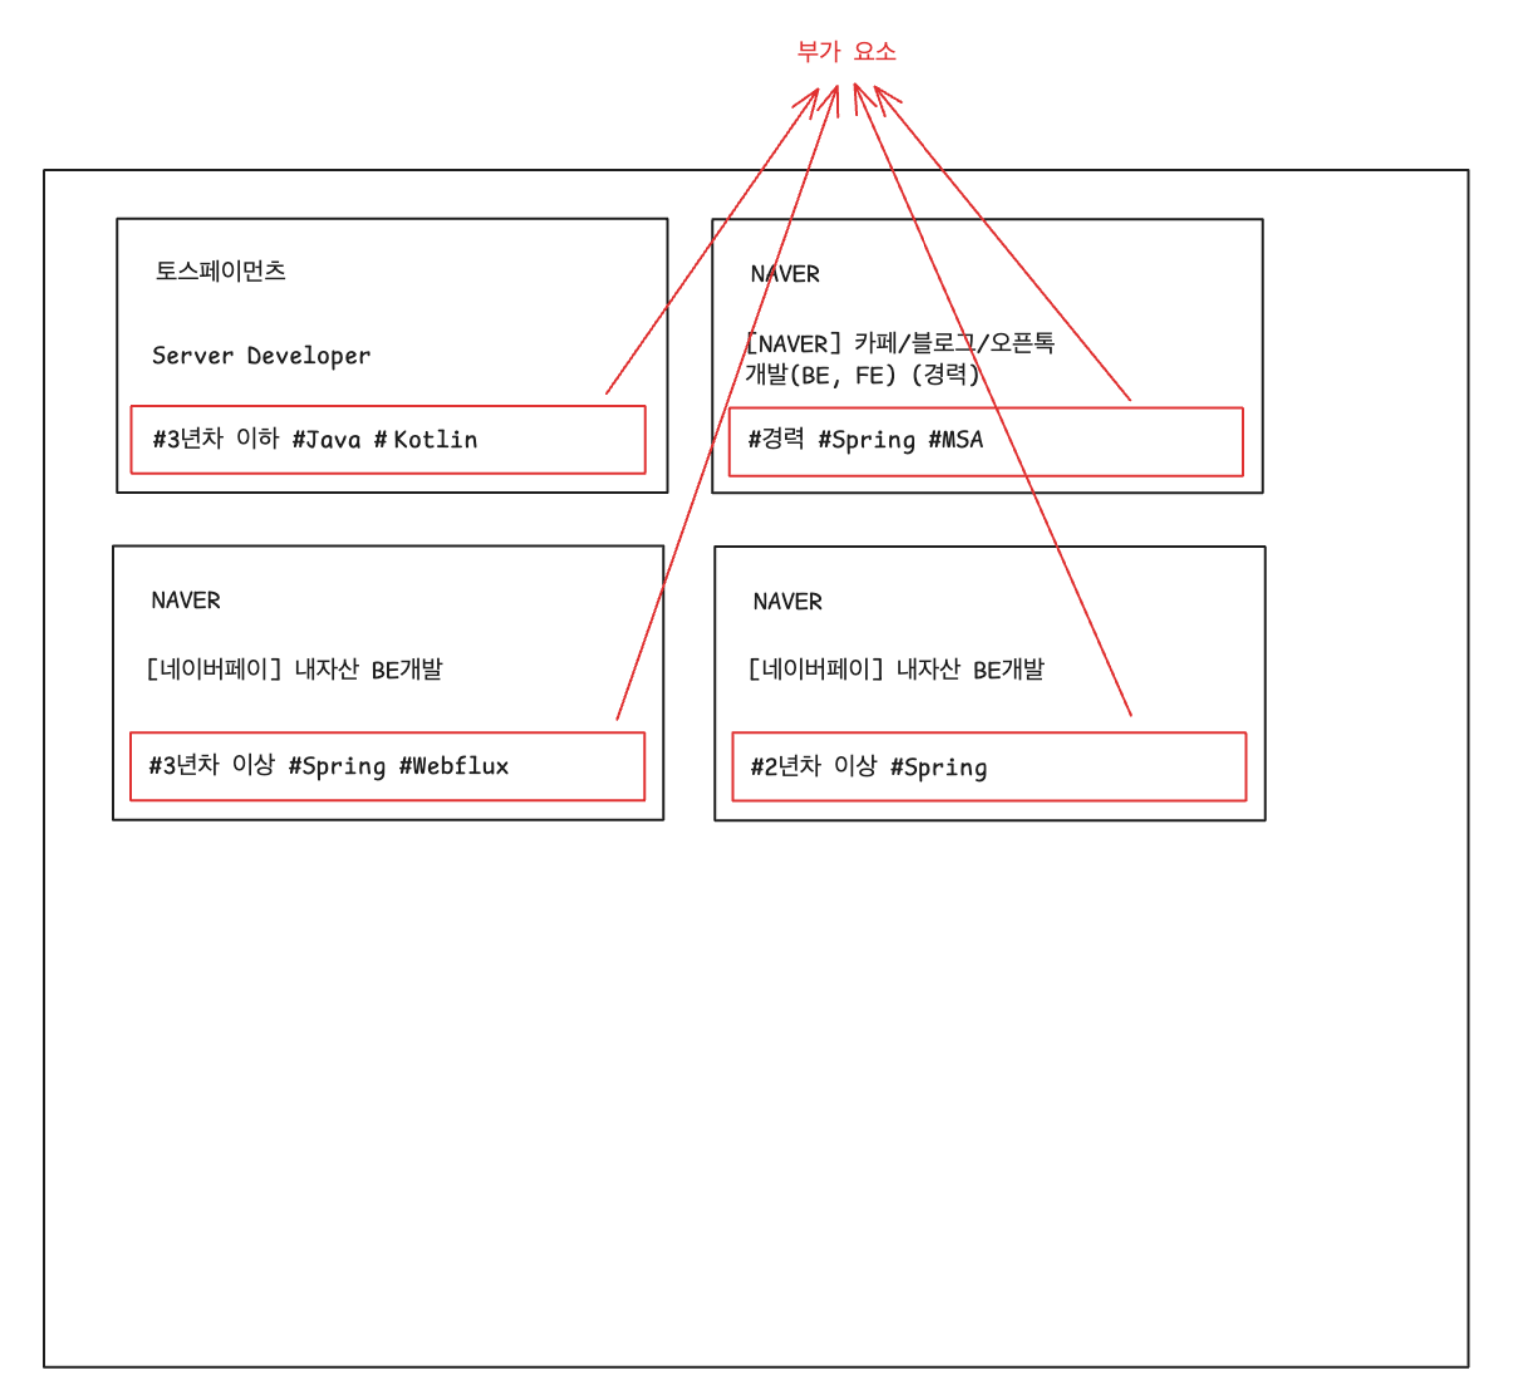 부가 요소
토스페이먼츠
Server Developer
#3년차 이하 #Java # Kotlin
NAVER
[NAVER] 카페/블로그/오픈톡
개발(BE, FE) (경력)
#경력 #Spring #MSA
NAVER
[네이버페이] 내자산 BE개발
#3년차 이상 #Spring #Webflux
NAVER
[네이버페이] 내자산 BE개발
#2년차 이상 #Spring